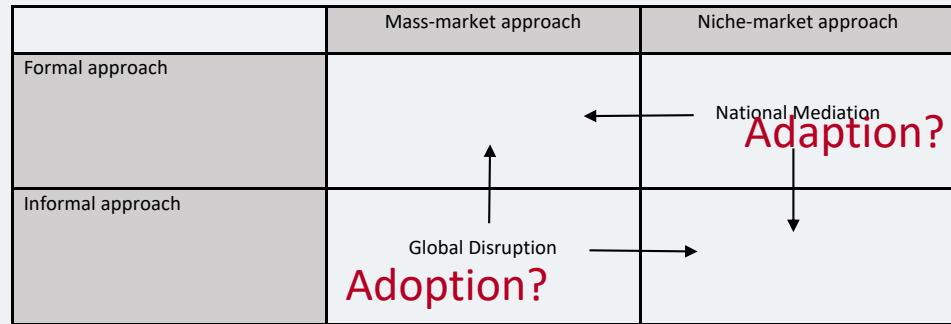 Mass-market approach
Niche-market approach
Formal approach
National Mediation
Adaption?
Informal approach
Global Disruption
Adoption?